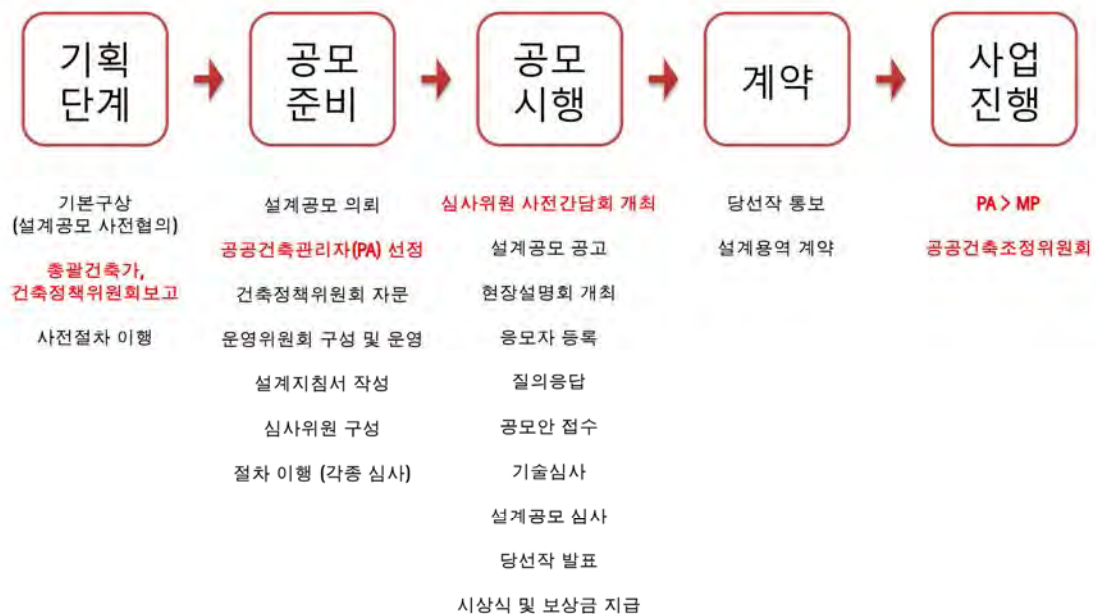 기획
단계
공모
준비
공모
시행
계약
사업
진행
기본구상
(설계공모 사전협의)
총괄건축가,
건축정책위원회보고
사전절차 이행
설계공모 의뢰
공공건축관리자(PA) 선정
건축정책위원회 자문
운영위원회 구성 및 운영
설계지침서 작성
심사위원 구성
절차 이행 (각종 심사)
심사위원 사전간담회 개최
설계공모 공고
현장설명회 개최
응모자 등록
질의응답
공모안 접수
기술심사
설계공모 심사
당선작 발표
시상식 및 보상금 지급
당선작 통보
설계용역 계약
PA > MP
공공건축조정위원회